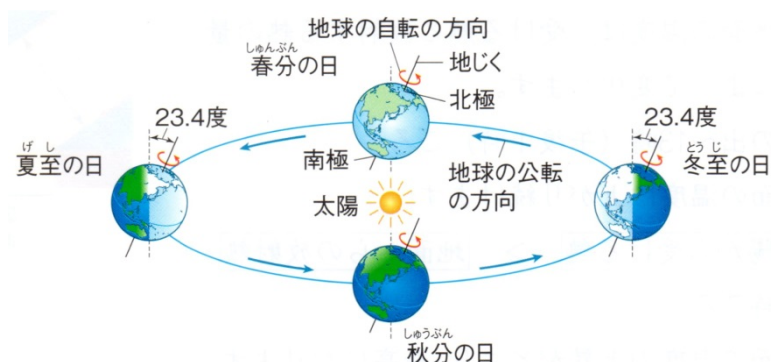 地球の自転の方向
しゅんぶん
春分の日
地じく
北極
23.4度
げし
夏至の日
南極
太陽
地球の公転
の方向
23.4度
とうじ
冬至の日
しゅうぶん
秋分の日